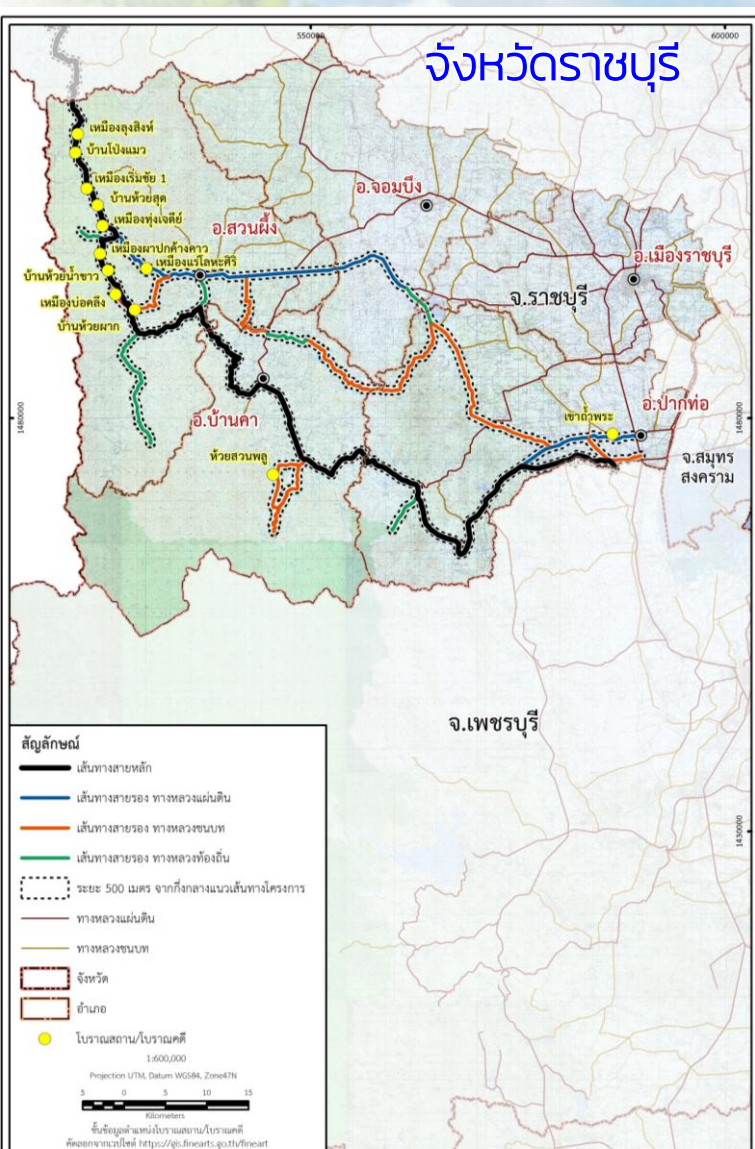 จังหวัดราชบุรี
550000
600000
เหมืองลุงสิงห์
บ้านโป่งแมว
เหมืองเริ่มชัย 1
บ้านห้วยสุด
เหมืองทุ่งเจดีย์
เหมืองผาปกค้างคาว
เหมืองแร่โลหะศิริ
บ้านห้วยน้ำขาว
เหมืองบ่อคลึง
บ้านห้วยผาก
อ.สวนผึ้ง
อ.จอมบึง
อ.เมืองราชบุรี
จ.ราชบุรี
1480000
1480000
อ.บ้านคา
ห้วยสวนพลู
เขาถ้ำพระ
อ.ปากท่อ
จ.สมุทร
สงคราม
จ.เพชรบุรี
1430000
สัญลักษณ์
เส้นทางสายหลัก
เส้นทางสายรอง ทางหลวงแผ่นดิน
เส้นทางสายรอง ทางหลวงชนบท
เส้นทางสายรอง ทางหลวงท้องถิ่น
ระยะ 500 เมตร จากกึ่งกลางแนวเส้นทางโครงการ
ทางหลวงแผ่นดิน
ทางหลวงชนบท
จังหวัด
อำเภอ
โบราณสถาน/โบราณคดี
1:600,000
Projection UTM, Datum WGS84, Zone47N
5 0 5 10 15
Kilometers
ชั้นข้อมูลตำแหน่งโบราณสถาน/โบราณคดี
คัดลอกจากเวปไซต์ https://gis.finearts.go.th/fineart